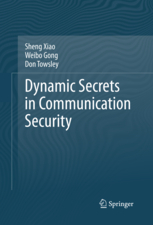 Sheng Xiao
Weibo Gong
Don Towsley
Dynamic Secrets
in Communication
Security
Springer